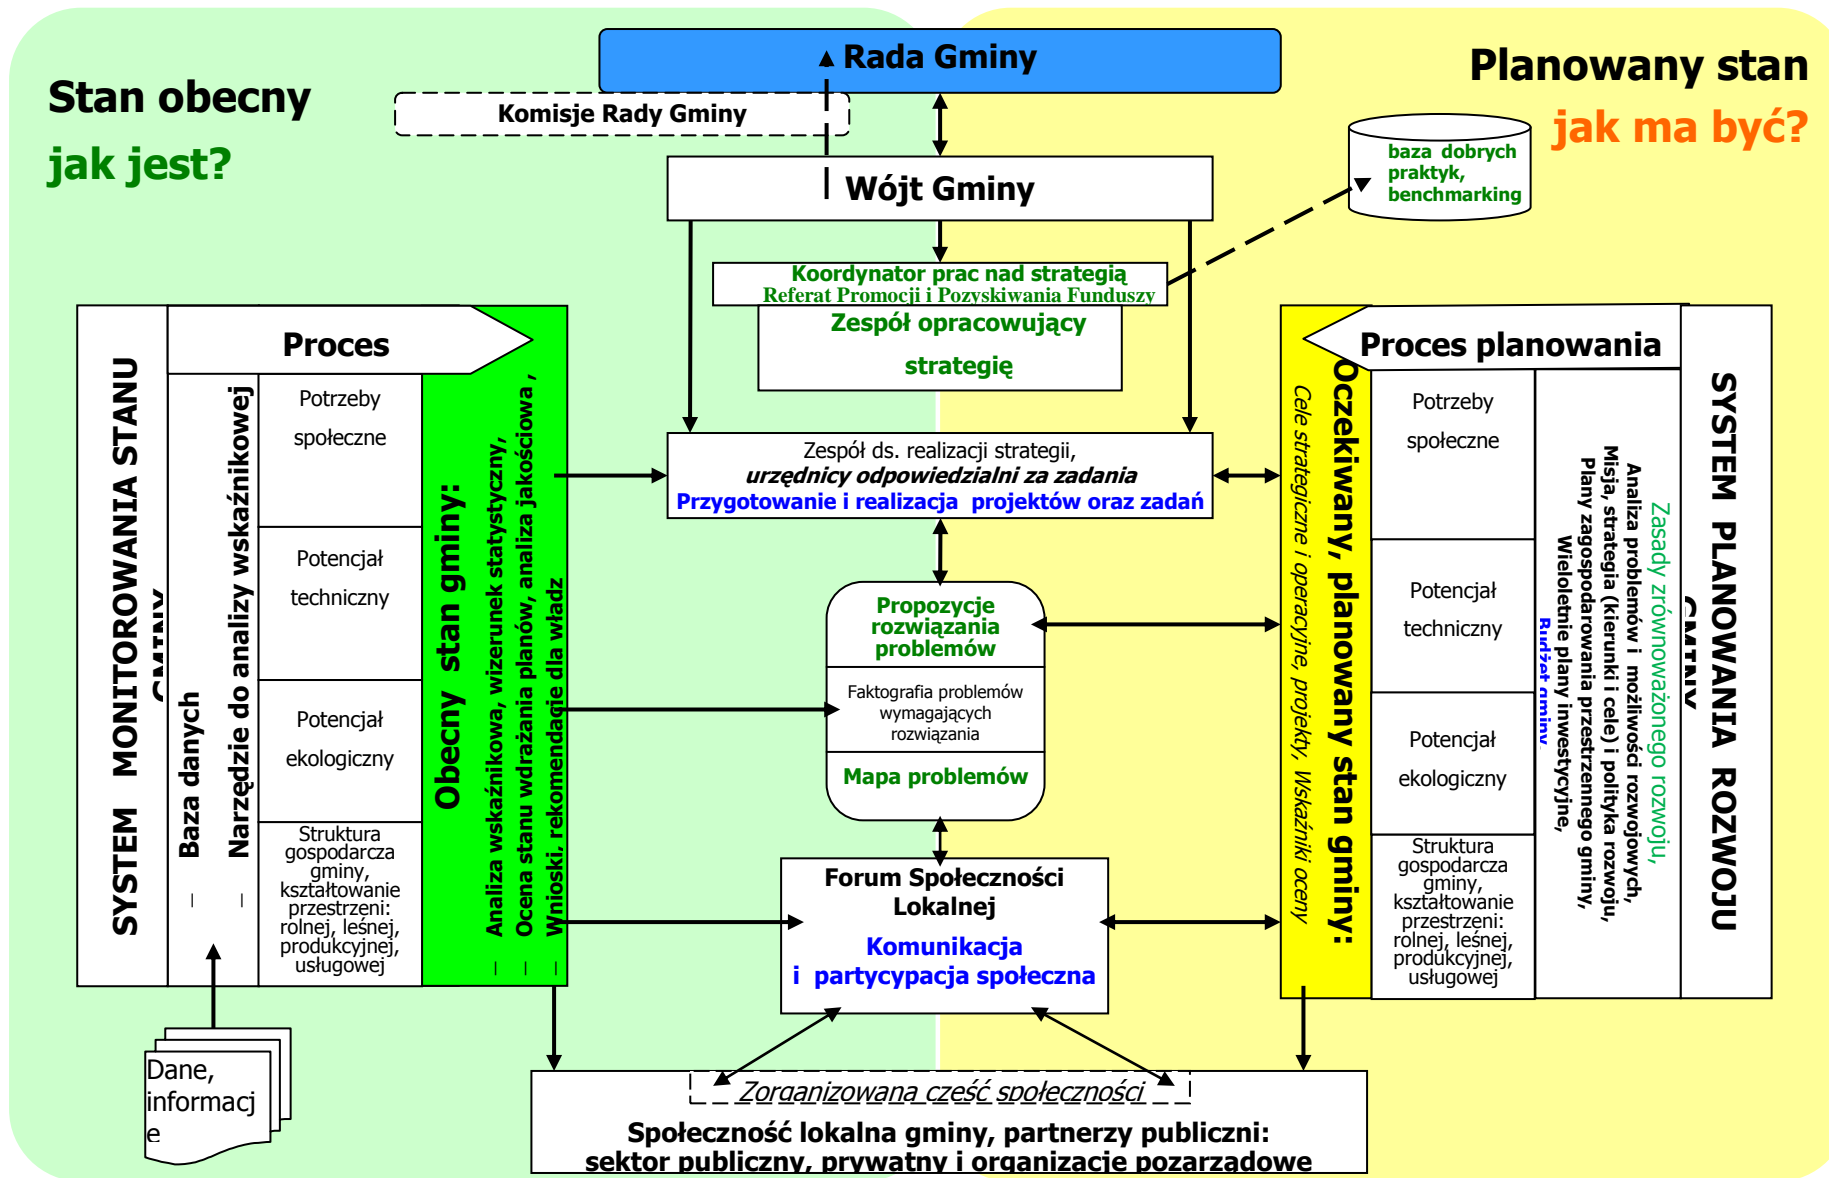 Rada Gminy
Planowany stan
jak ma być?
Stan obecny
jak jest?
Komisje Rady Gminy
baza dobrych
praktyk,
benchmarking
Wójt Gminy
Koordynator prac nad strategią
Referat Promocji i Pozyskiwania Funduszy
Zespół opracowujący
strategię
SYSTEM MONITOROWANIA STANU
GMINY
Proces
– Baza danych
– Narzędzie do analizy wskaźnikowej
Potrzeby
społeczne
Potencjał
techniczny
Potencjał
ekologiczny
Struktura
gospodarcza
gminy,
kształtowanie
przestrzeni:
rolnej, leśnej,
produkcyjnej,
usługowej
Obecny stan gminy:
– Analiza wskaźnikowa, wizerunek statystyczny,
– Ocena stanu wdrażania planów, analiza jakościowa ,
– Wnioski, rekomendacje dla władz
Dane,
informacj
e
Zespół ds. realizacji strategii,
urzędnicy odpowiedzialni za zadania
Przygotowanie i realizacja projektów oraz zadań
Propozycje
rozwiązania
problemów
Faktografia problemów
wymagających
rozwiązania
Mapa problemów
Forum Społeczności
Lokalnej
Komunikacja
i partycypacja społeczna
Zorganizowana cześć społeczności
Społeczność lokalna gminy, partnerzy publiczni:
sektor publiczny, prywatny i organizacje pozarządowe
Proces planowania
Oczekiwany, planowany stan gminy:
Cele strategiczne i operacyjne, projekty, Wskaźniki oceny
Potrzeby
społeczne
Potencjał
techniczny
Potencjał
ekologiczny
Struktura
gospodarcza
gminy,
kształtowanie
przestrzeni:
rolnej, leśnej,
produkcyjnej,
usługowej
Zasady zrównoważonego rozwoju,
Analiza problemów i możliwości rozwojowych,
Misja, strategia (kierunki i cele) i polityka rozwoju,
Plany zagospodarowania przestrzennego gminy,
Wieloletnie plany inwestycyjne,
Budżet gminy
SYSTEM PLANOWANIA ROZWOJU
GMINY